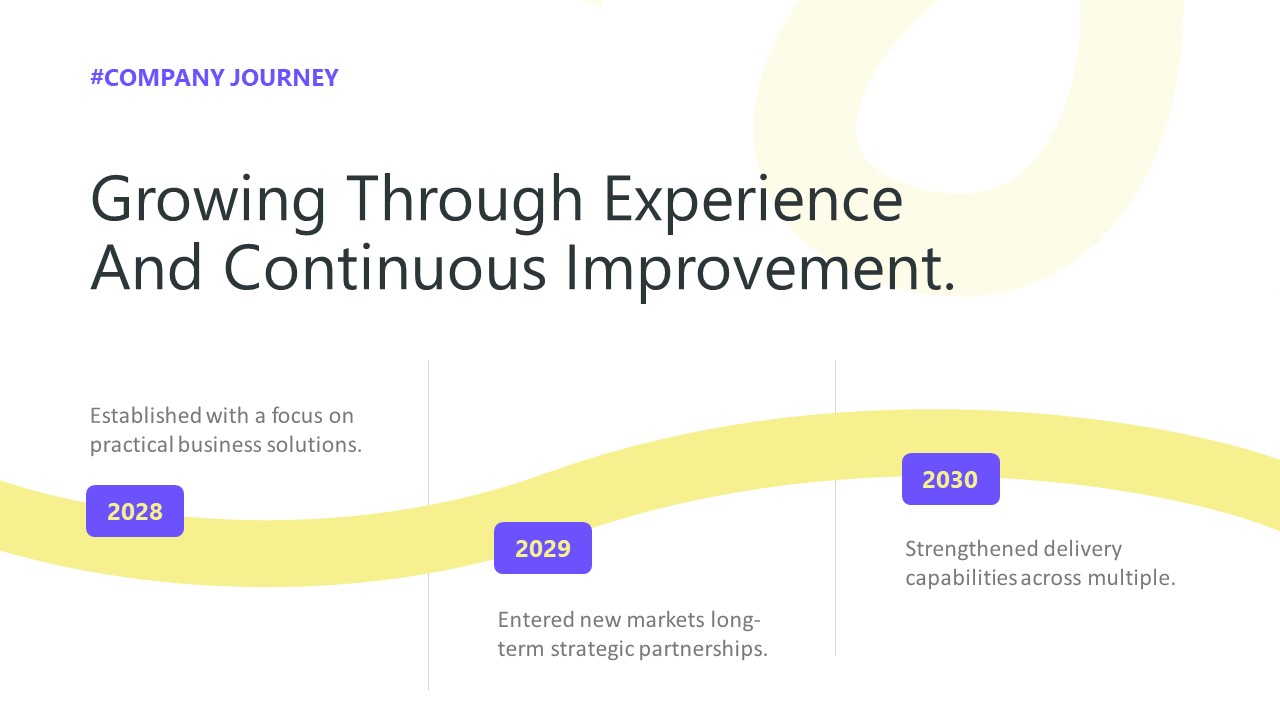 #COMPANY JOURNEY
Growing Through Experience
And Continuous Improvement.
Established with a focus on
practical business solutions.
2028
2029
Entered new markets long-
term strategic partnerships.
2030
Strengthened delivery
capabilities across multiple.